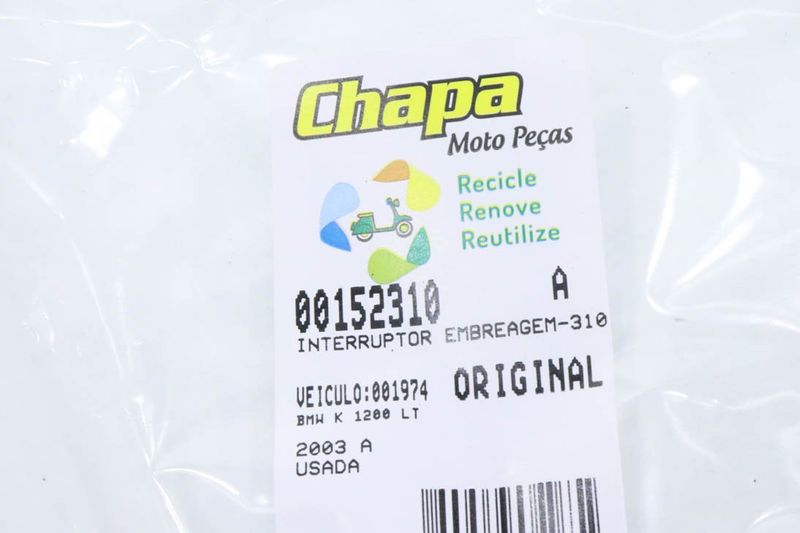 Chapa
Moto Peças
Recicle
Renove
Reutilize
00152310 A
INTERRUPTOR EMBREAGEM-310
VEICULO:001974 ORIGINAL
BMW K 1200 LT
2003 A
USADA